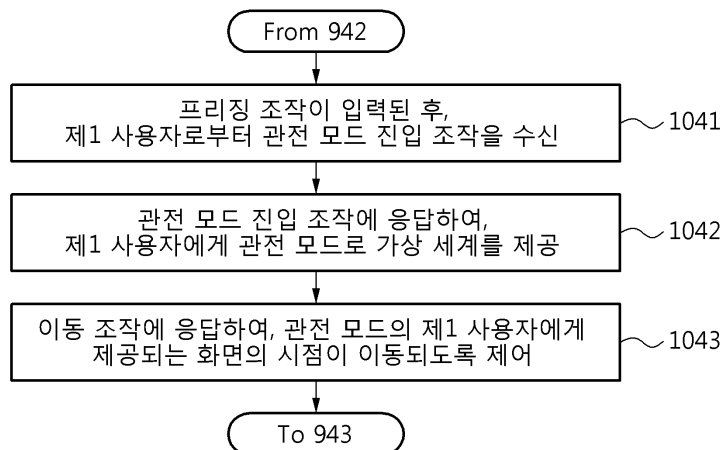 From 942
프리징 조작이 입력된 후,
제1 사용자로부터 관전 모드 진입 조작을 수신
1041
관전 모드 진입 조작에 응답하여,
제1 사용자에게 관전 모드로 가상 세계를 제공
1042
이동 조작에 응답하여, 관전 모드의 제1 사용자에게
제공되는 화면의 시점이 이동되도록 제어
1043
To 943